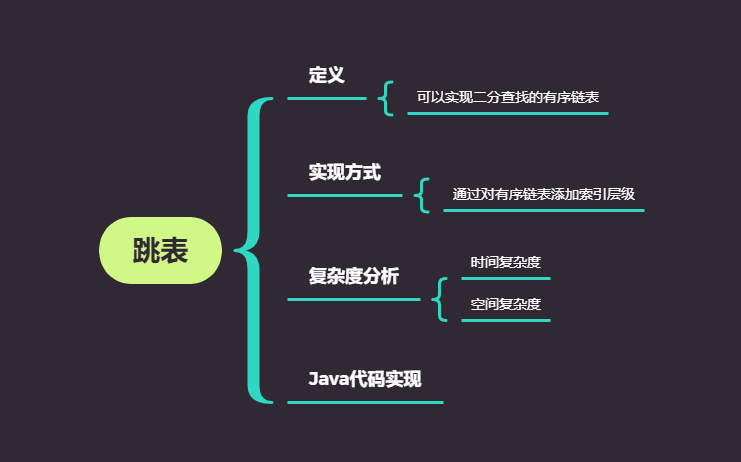 跳表
定义
可以实现二分查找的有序链表
实现方式
通过对有序链表添加索引层级
复杂度分析
时间复杂度
空间复杂度
Java代码实现